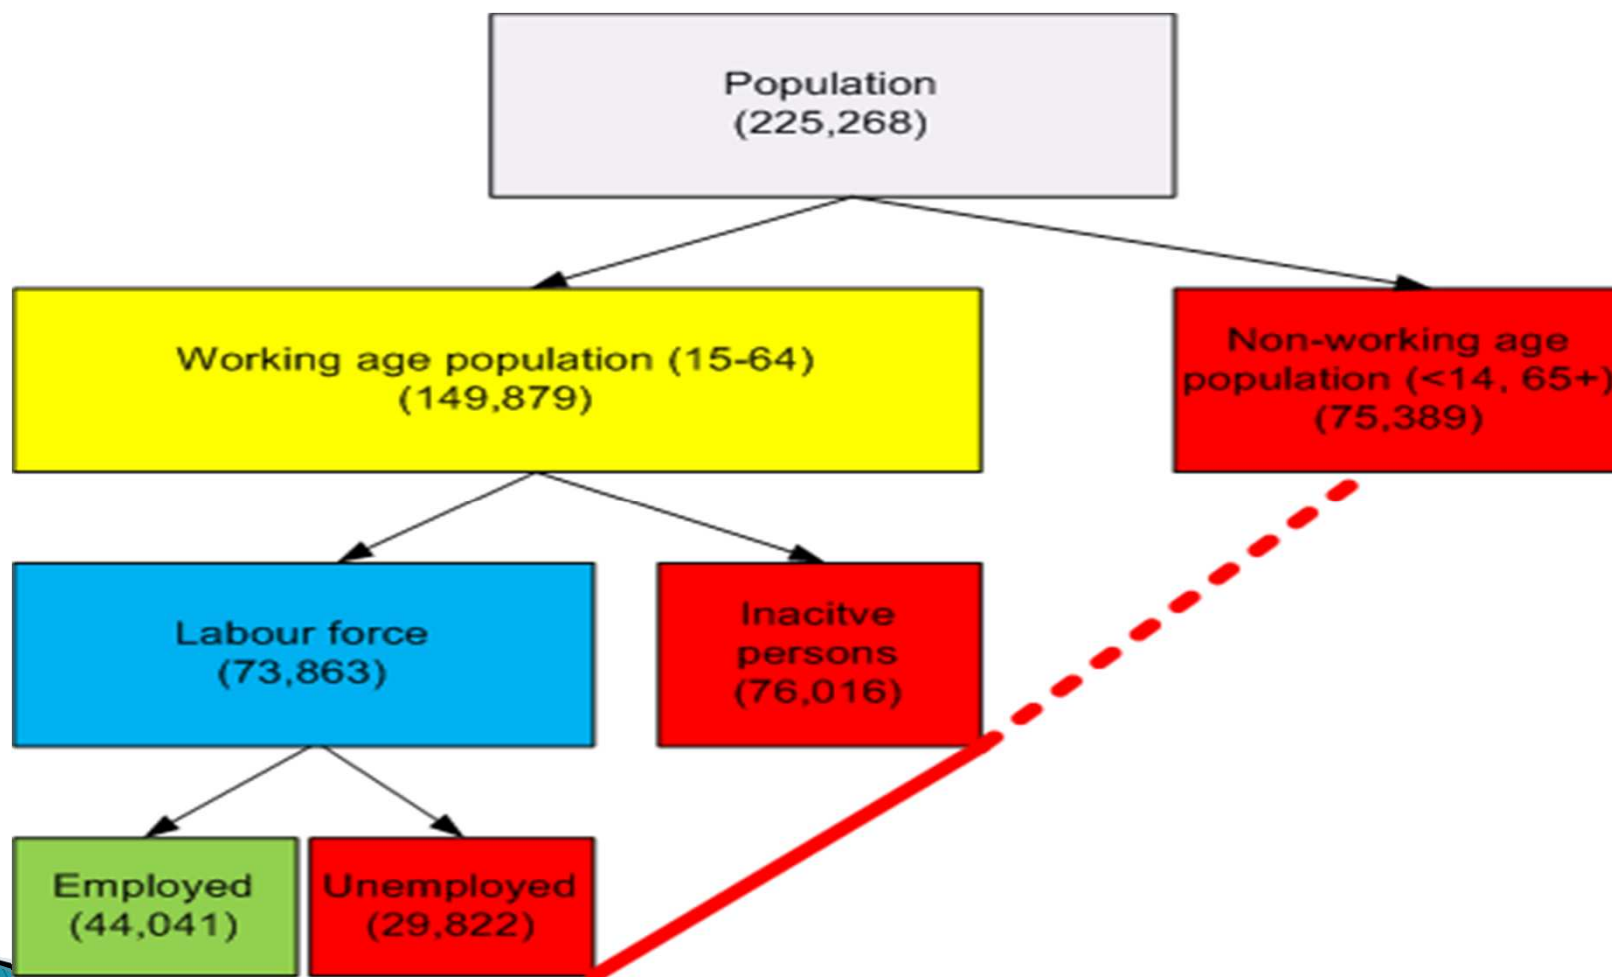 Population
(225,268)
Working age population (15-64)
(149,879)
Non-working age
population (<14, 65+)
(75,389)
Labour force
(73,863)
Inacitve
persons
(76,016)
Employed
(44,041)
Unemployed
(29,822)